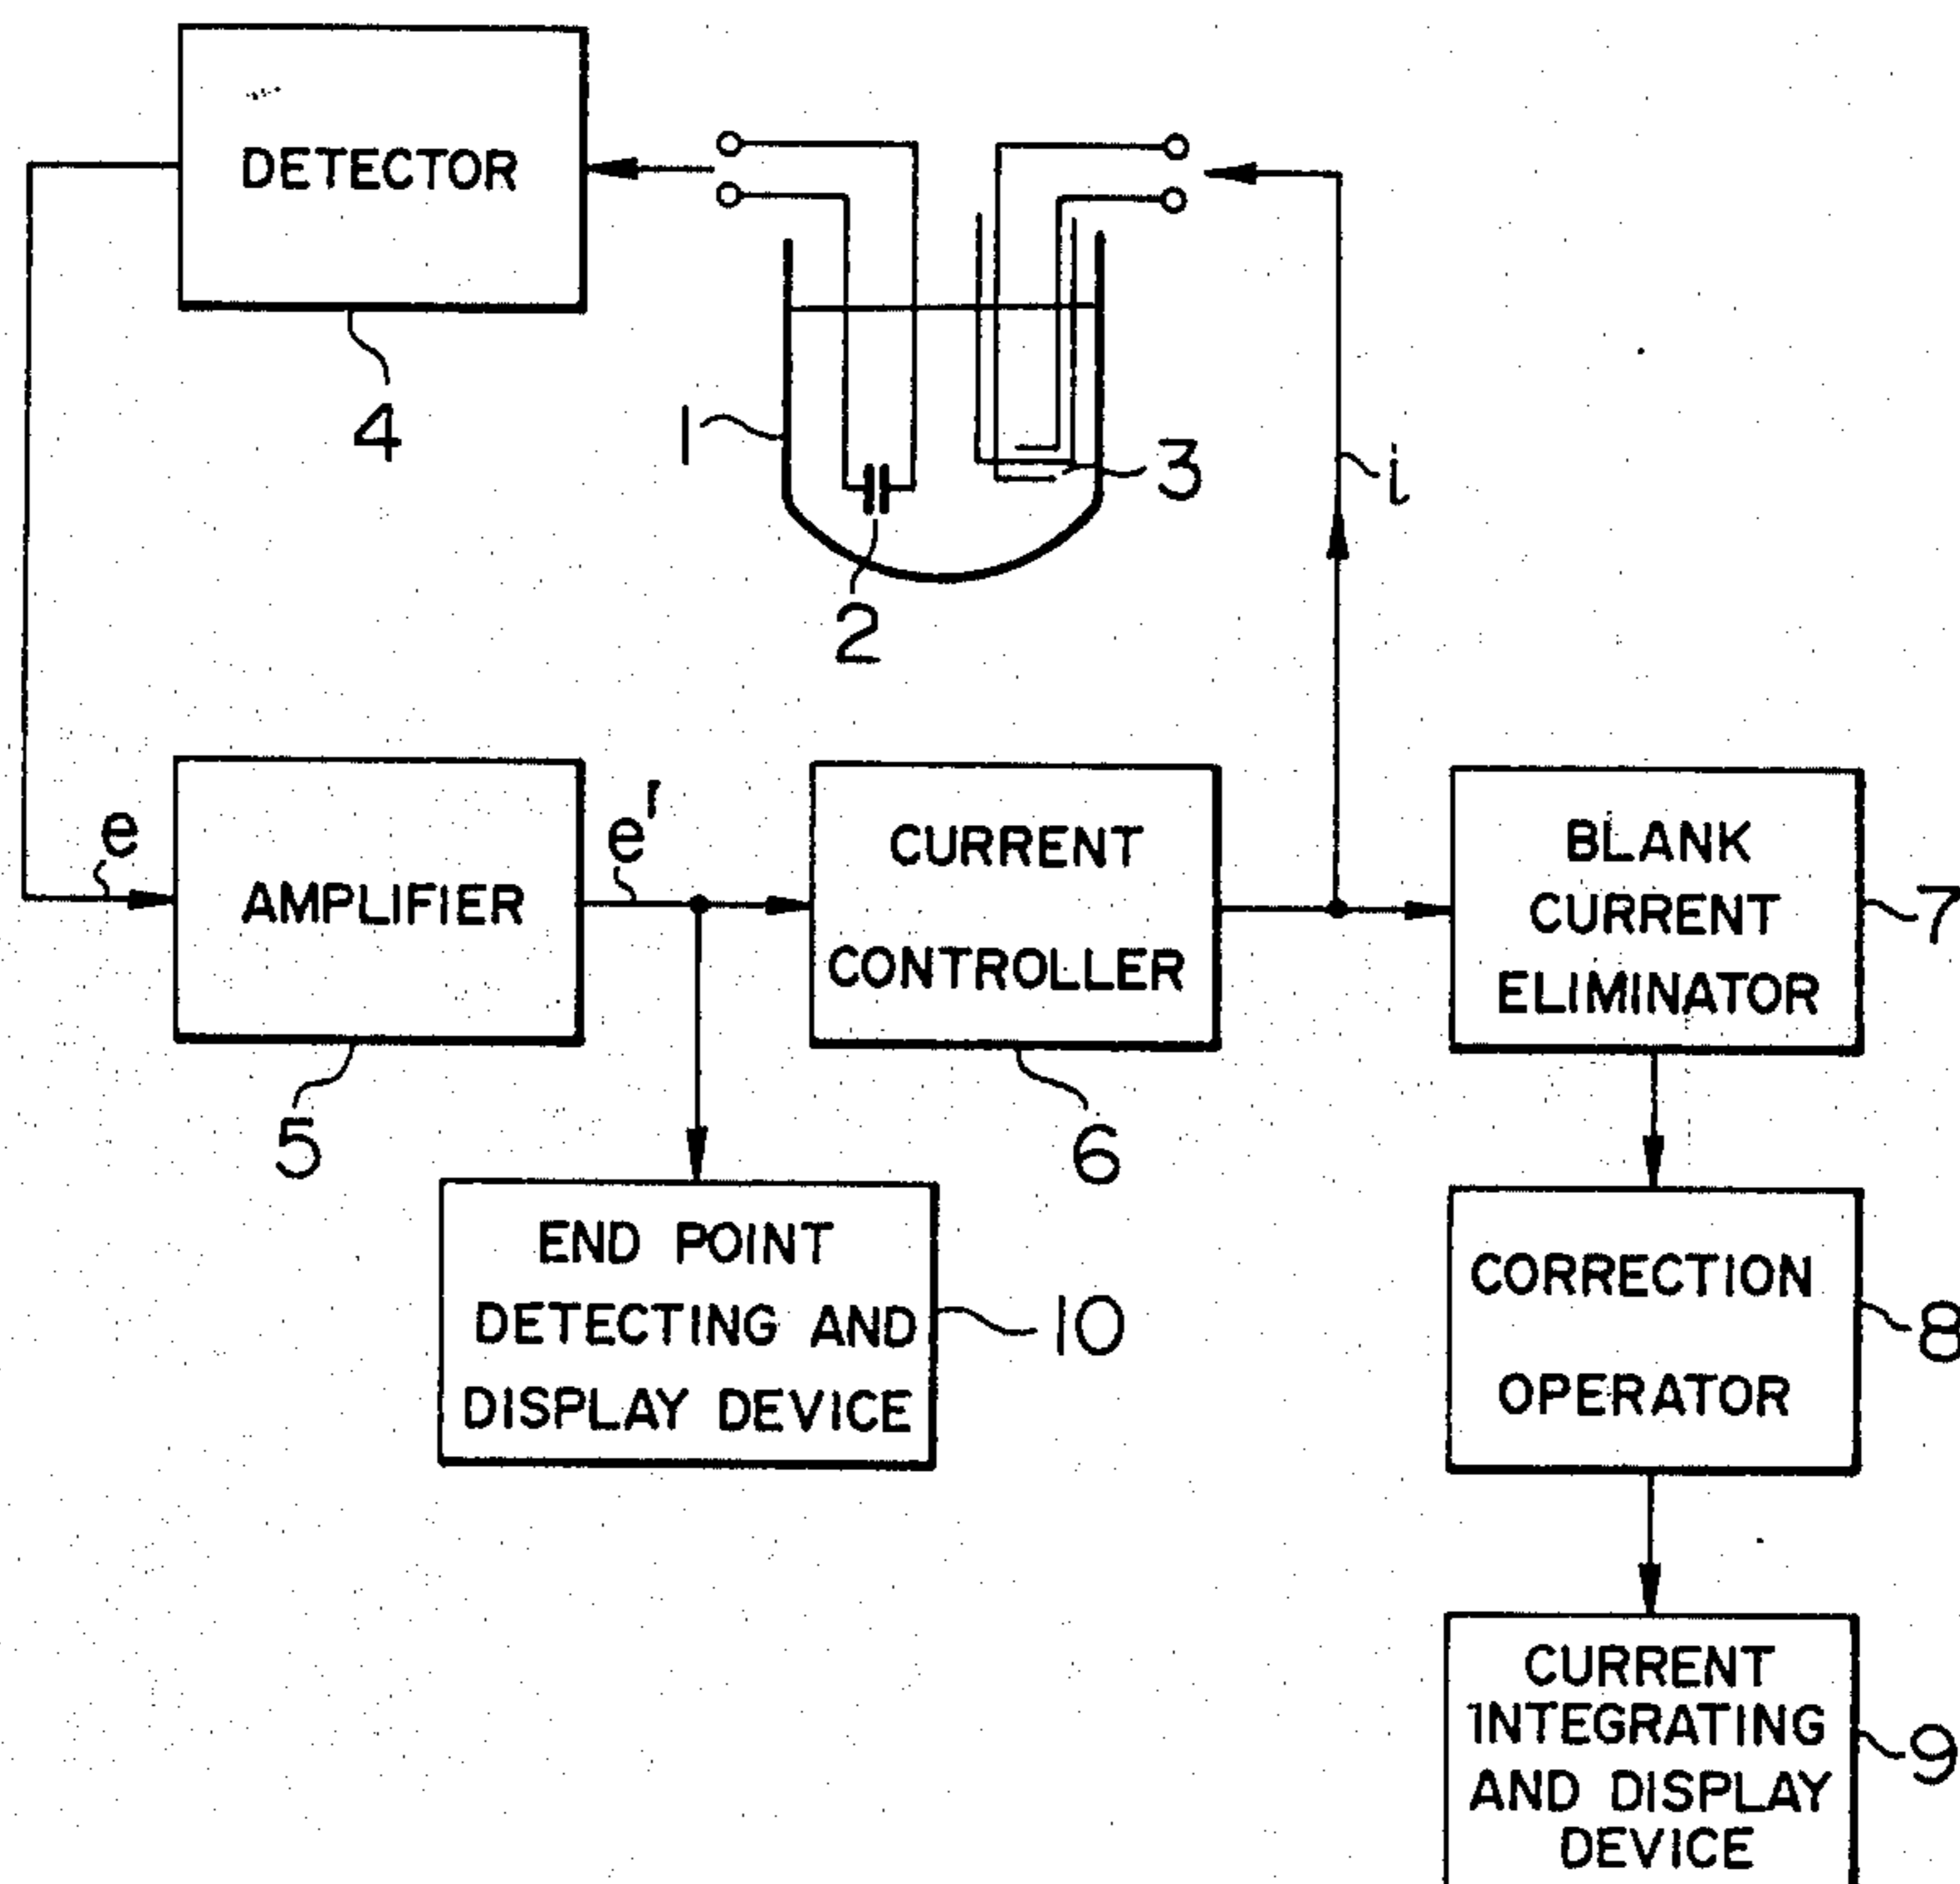 DETECTOR
4
1
2
3
i
e
AMPLIFIER
5
e'
CURRENT
CONTROLLER
6
BLANK
CURRENT
ELIMINATOR
7
END POINT
DETECTING AND
DISPLAY DEVICE
10
CORRECTION
OPERATOR
8
CURRENT
INTEGRATING
AND DISPLAY
DEVICE
9